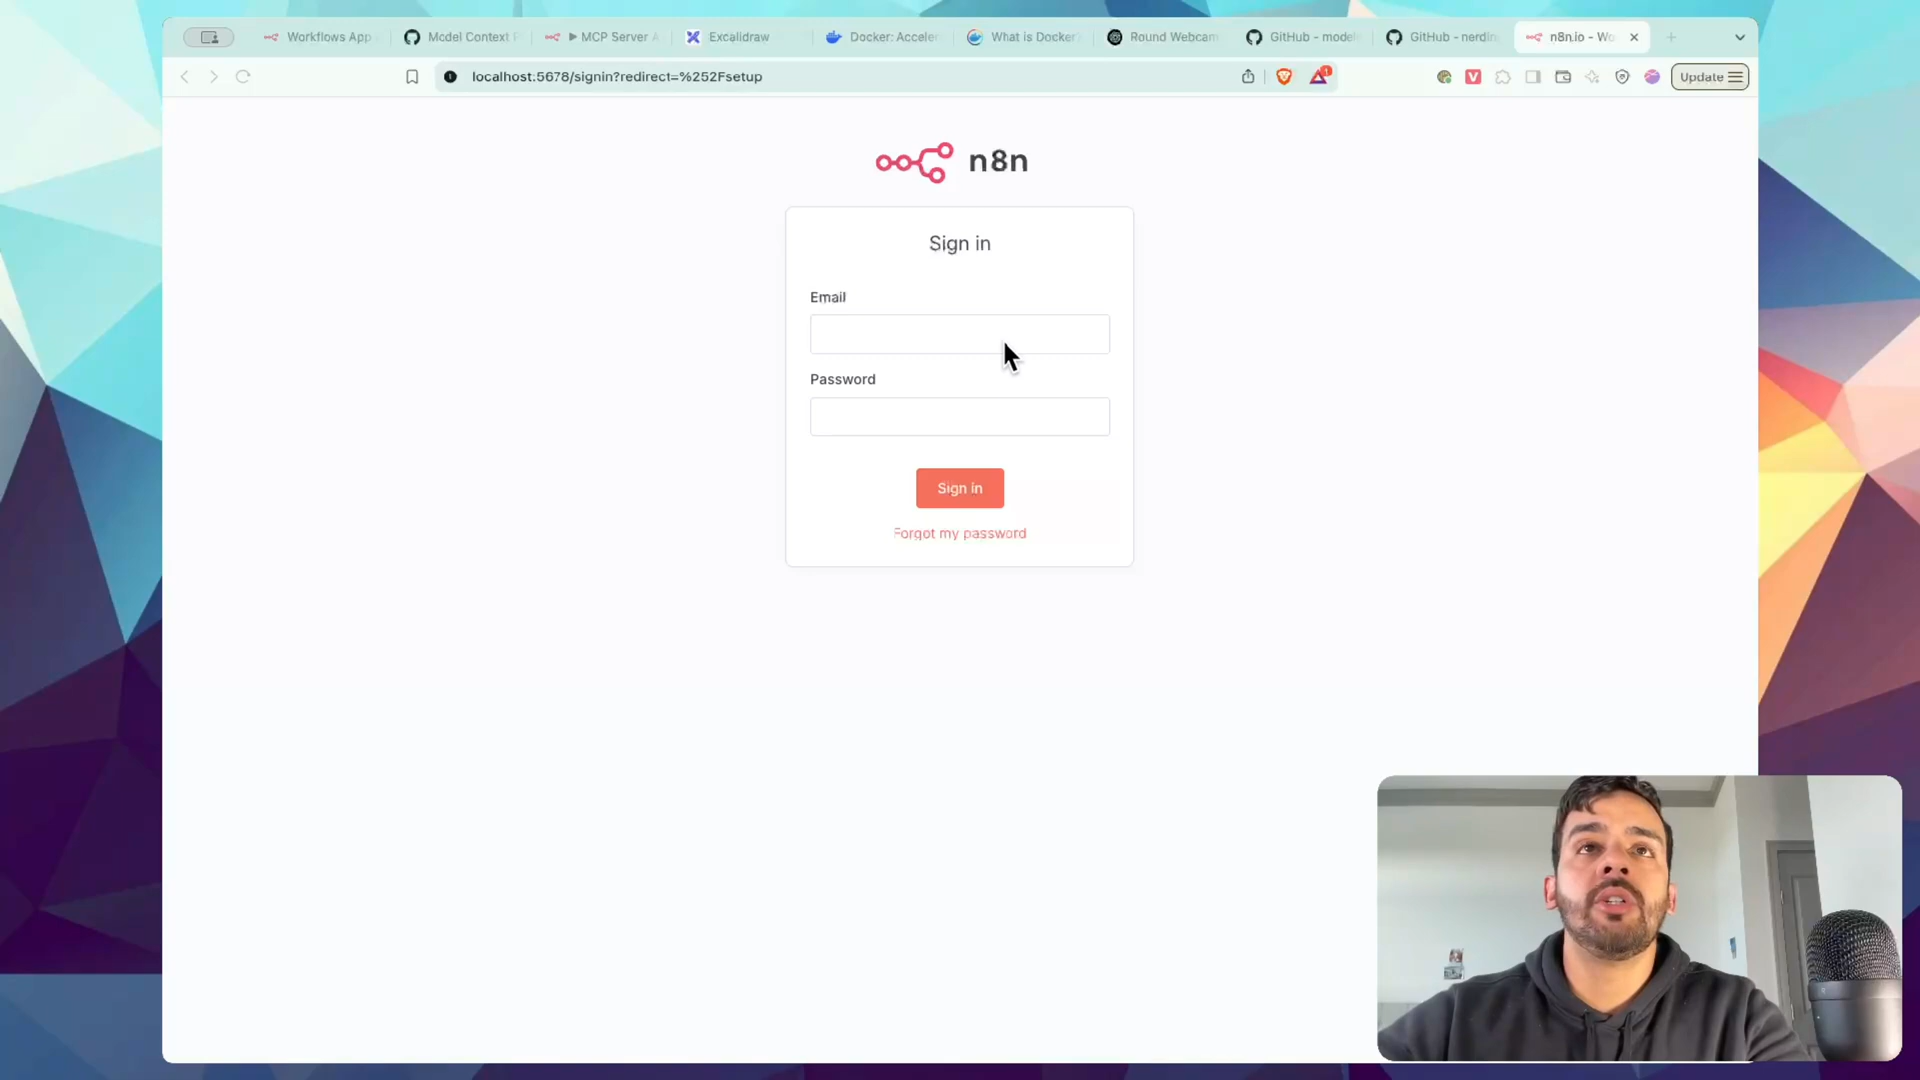 Workflows App
Model Context P
▶ MCP Server A
Excalidraw
Docker: Acceler
What is Docker?
Round Webcam
GitHub - model
GitHub - nerdin
n8n.io - Wo
localhost:5678/signin?redirect=%252Fsetup
1
Update
n8n
Sign in
Email
Password
Sign in
Forgot my password